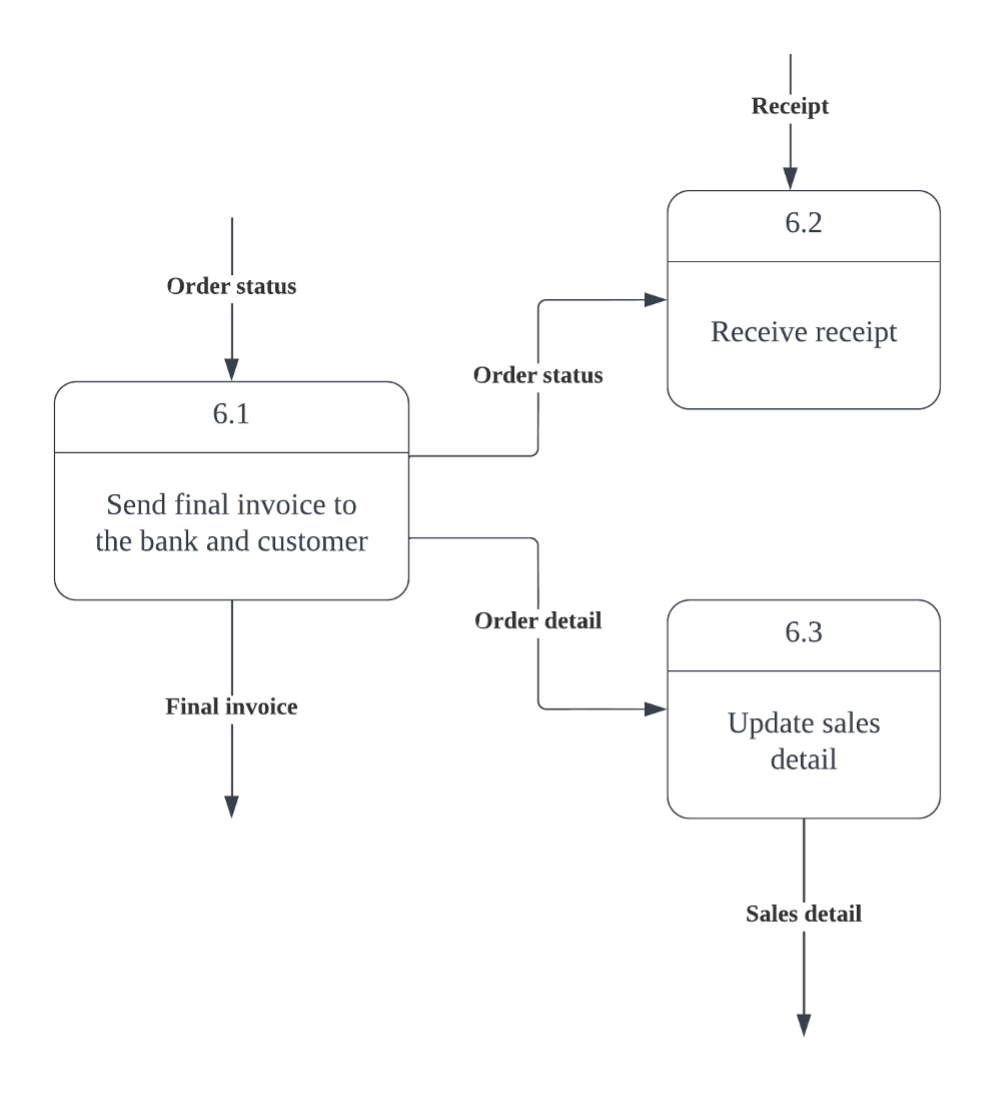 Receipt
6.2
Receive receipt
Order status
6.1
Send final invoice to
the bank and customer
Order status
Order detail
Final invoice
6.3
Update sales
detail
Sales detail